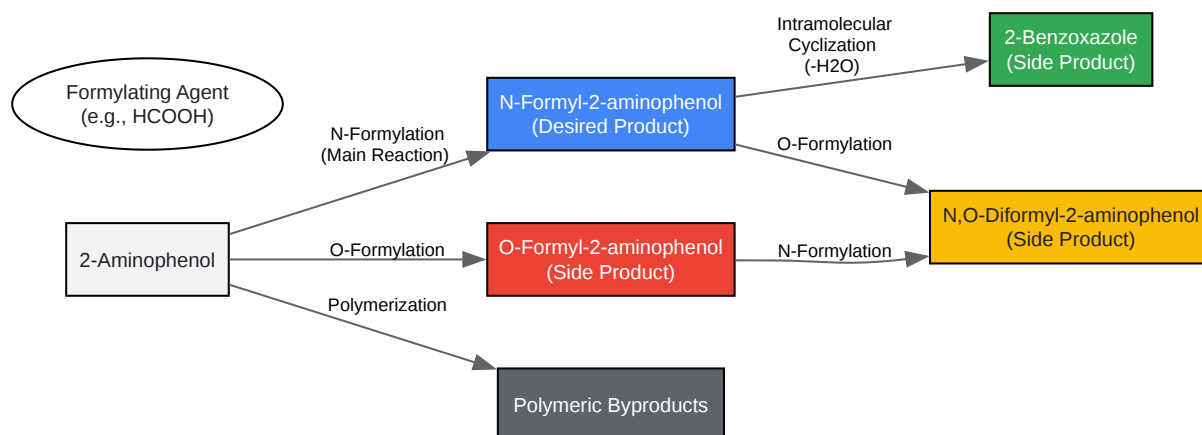 Formylating Agent
(e.g., HCOOH)
2-Aminophenol
N-Formylation
(Main Reaction)
O-Formylation
Polymerization
N-Formyl-2-aminophenol
(Desired Product)
O-Formyl-2-aminophenol
(Side Product)
Polymeric Byproducts
Intramolecular
Cyclization
(-H2O)
O-Formylation
N-Formylation
2-Benzoxazole
(Side Product)
N,O-Diformyl-2-aminophenol
(Side Product)